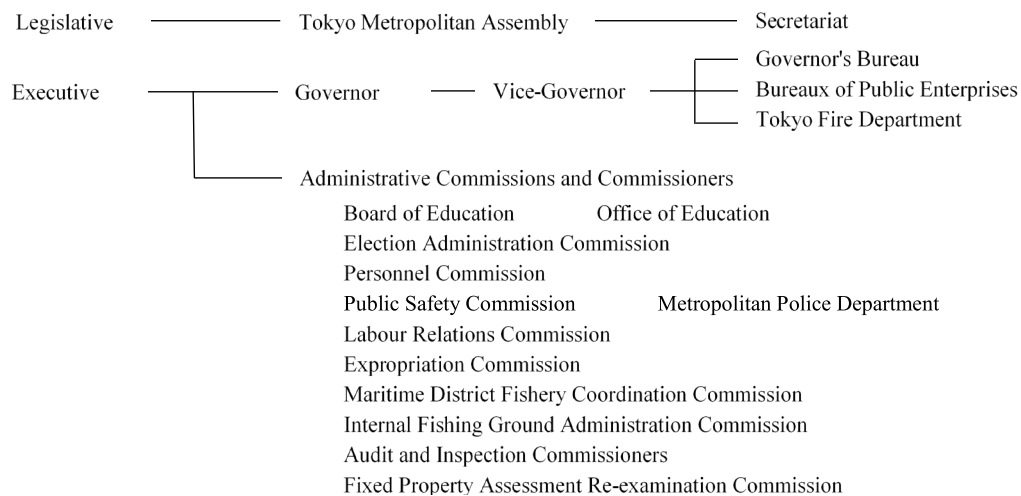 Legislative Tokyo Metropolitan Assembly Secretariat
Governor's Bureau
Executive Governor Vice-Governor Bureaux of Public Enterprises
Tokyo Fire Department
Administrative Commissions and Commissioners
Board of Education Office of Education
Election Administration Commission
Personnel Commission
Public Safety Commission Metropolitan Police Department
Labour Relations Commission
Expropriation Commission
Maritime District Fishery Coordination Commission
Internal Fishing Ground Administration Commission
Audit and Inspection Commissioners
Fixed Property Assessment Re-examination Commission